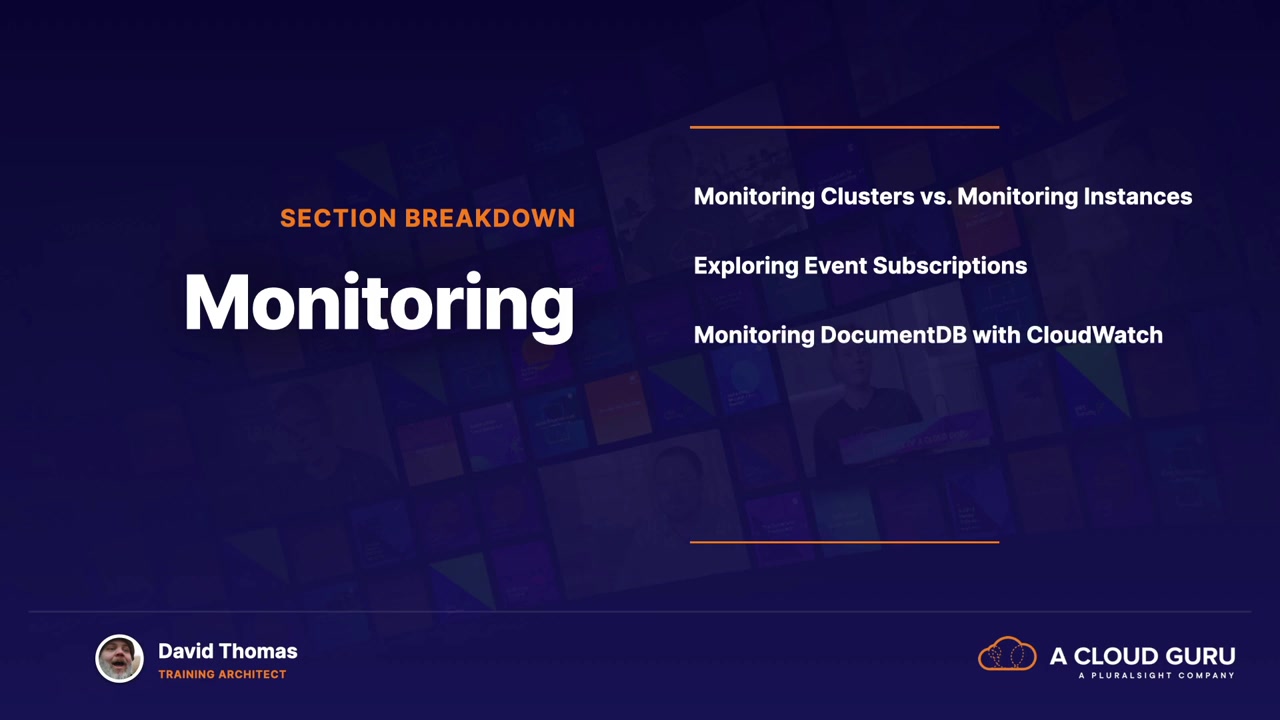 SECTION BREAKDOWN
Monitoring
Monitoring Clusters vs. Monitoring Instances
Exploring Event Subscriptions
Monitoring DocumentDB with CloudWatch
David Thomas
TRAINING ARCHITECT
A CLOUD GURU
A PLURALSIGHT COMPANY